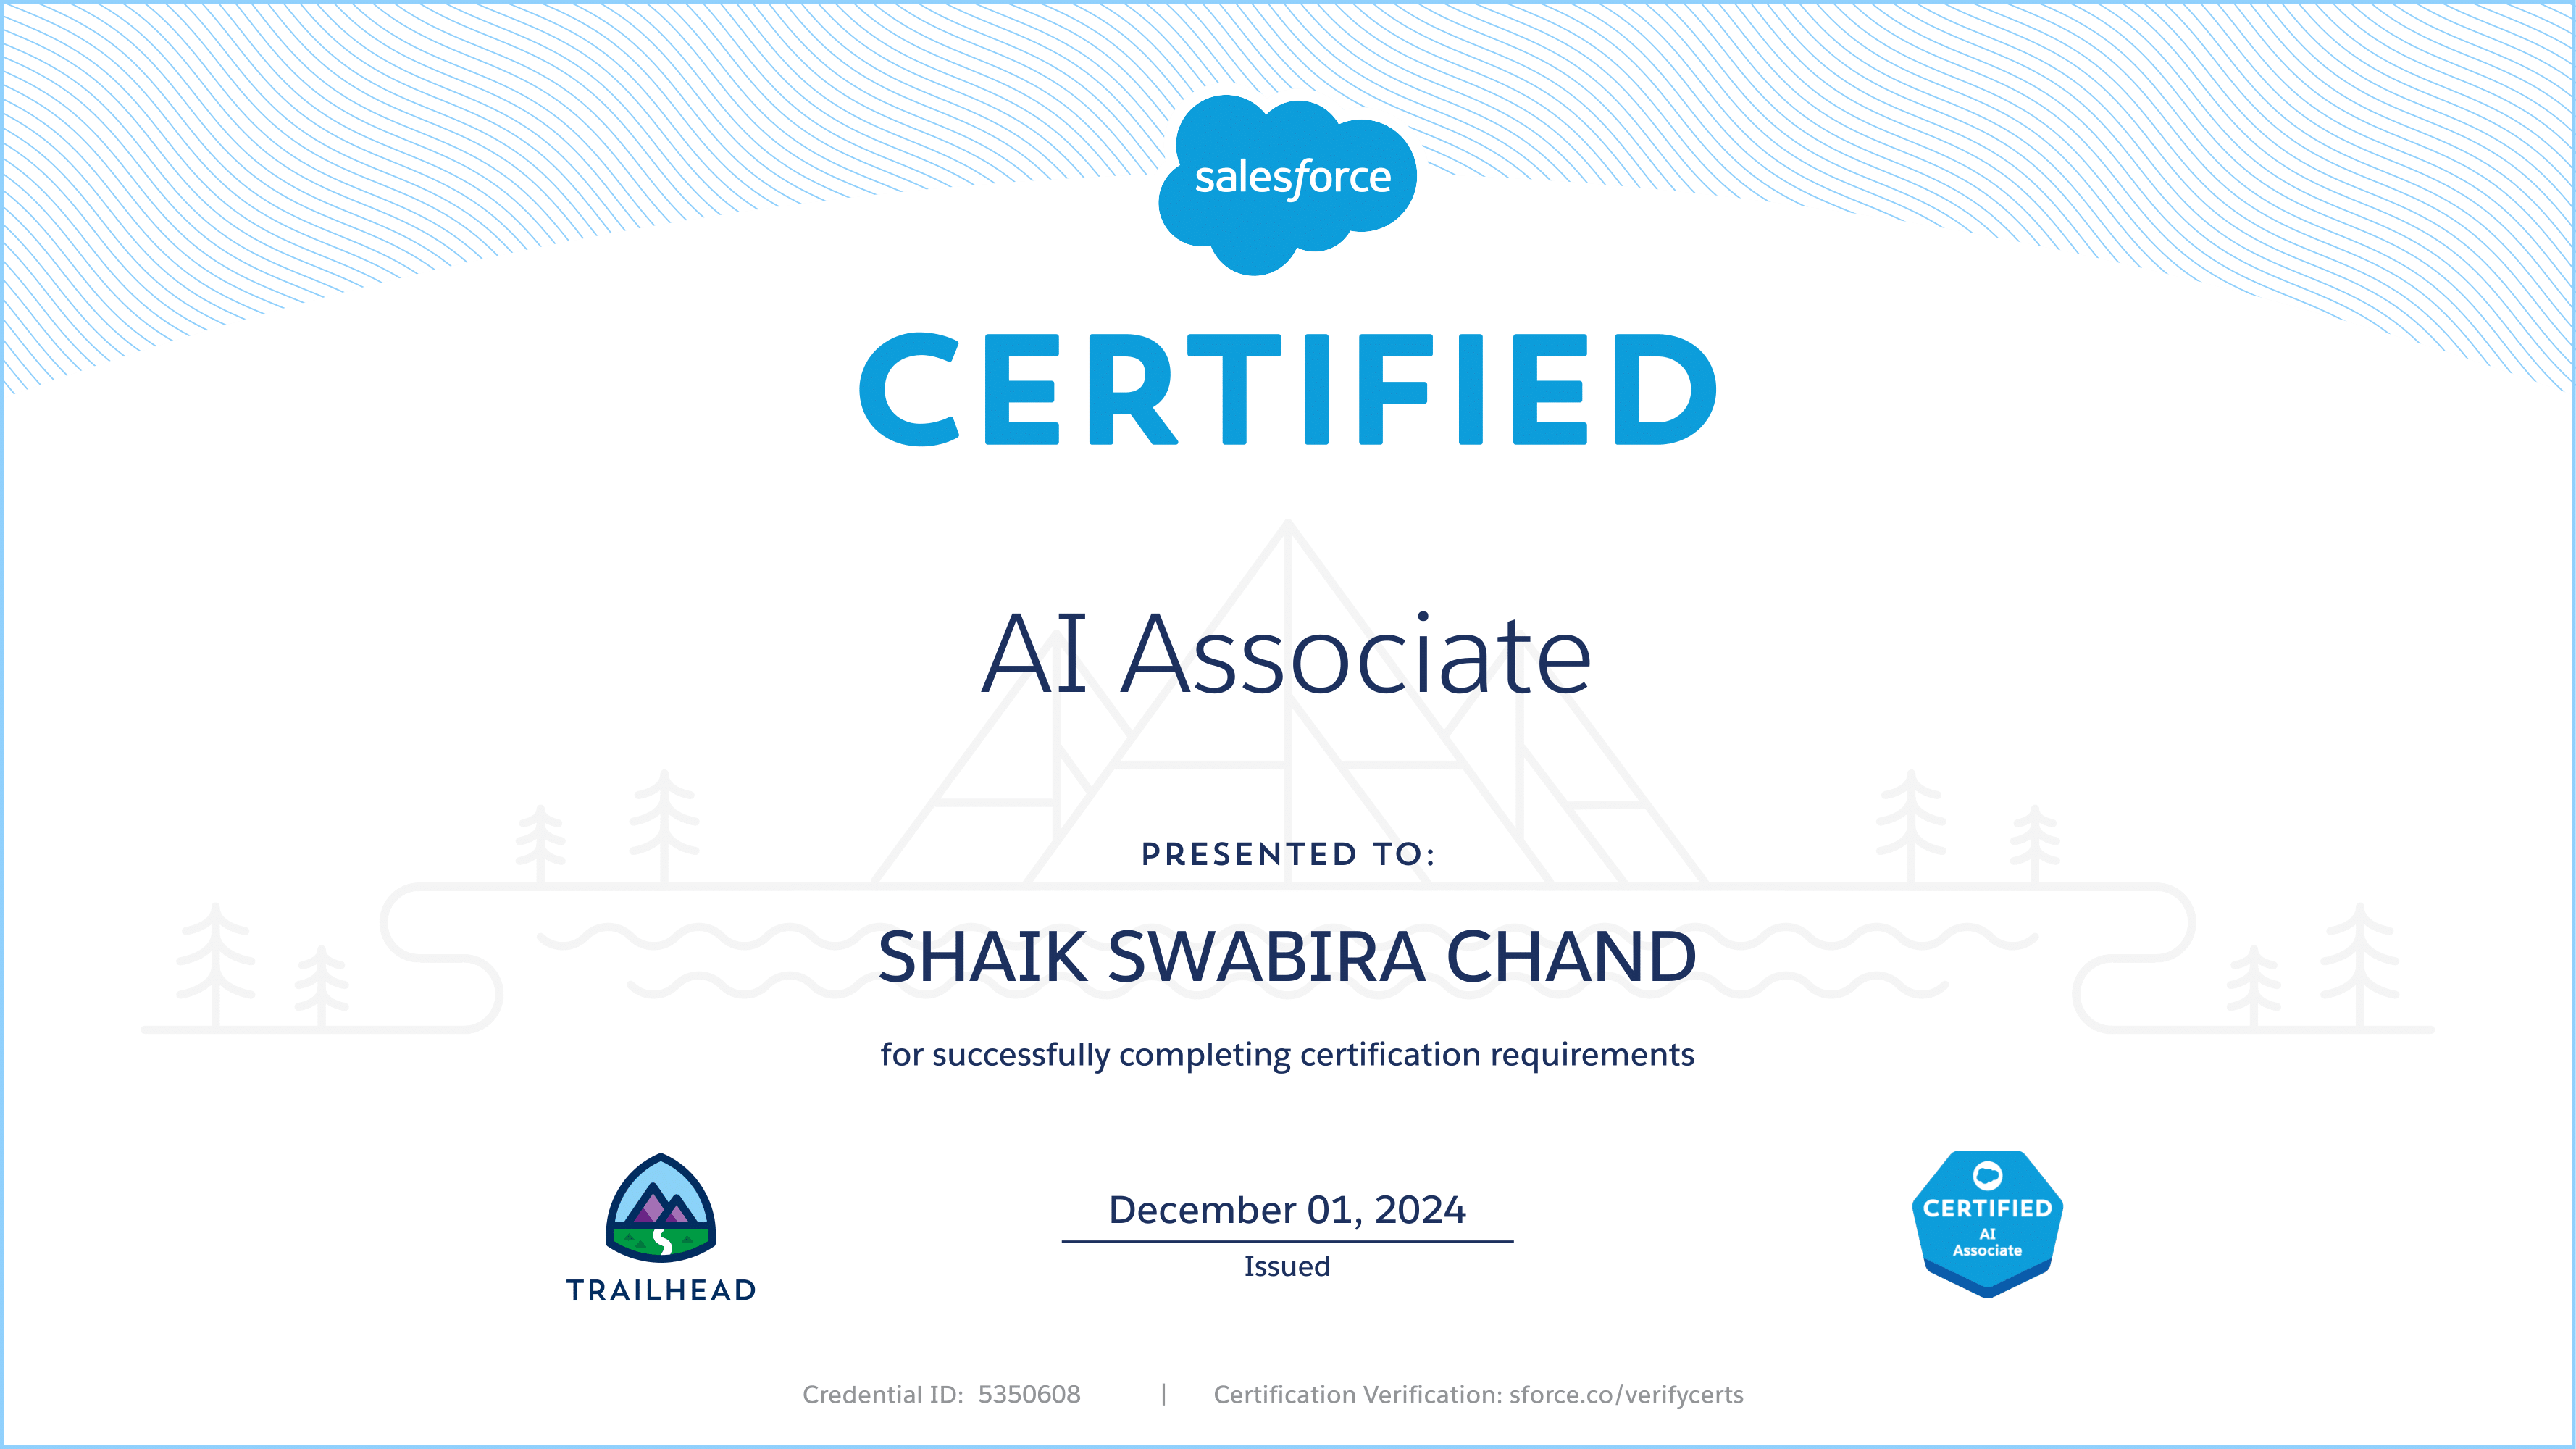 salesforce
CERTIFIED
AI Associate
PRESENTED TO:
SHAIK SWABIRA CHAND
for successfully completing certification requirements
TRAILHEAD
December 01, 2024
Issued
CERTIFIED
AI
Associate
Credential ID: 5350608 | Certification Verification: sforce.co/verifycerts